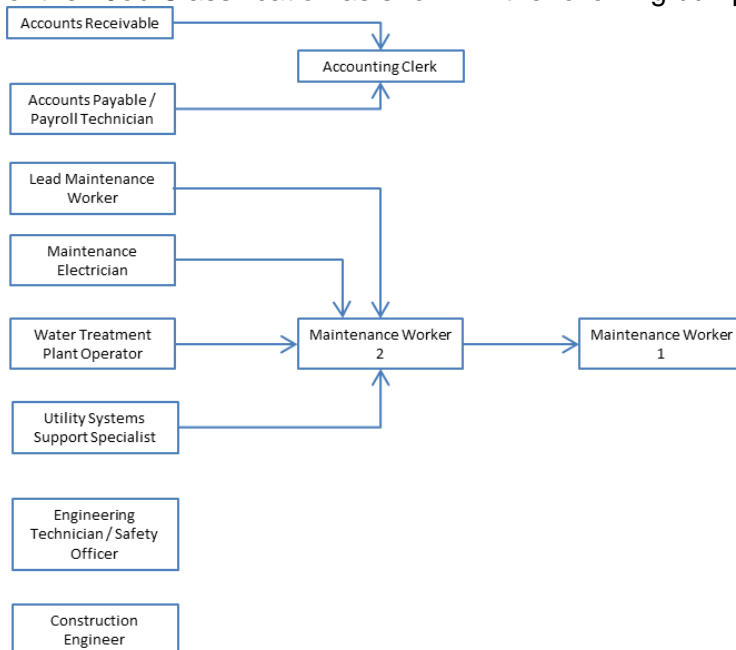 Accounts Receivable
Accounting Clerk
Accounts Payable /
Payroll Technician
Lead Maintenance
Worker
Maintenance
Electrician
Water Treatment
Plant Operator
Maintenance Worker
2
Maintenance Worker
1
Utility Systems
Support Specialist
Engineering
Technician / Safety
Officer
Construction
Engineer